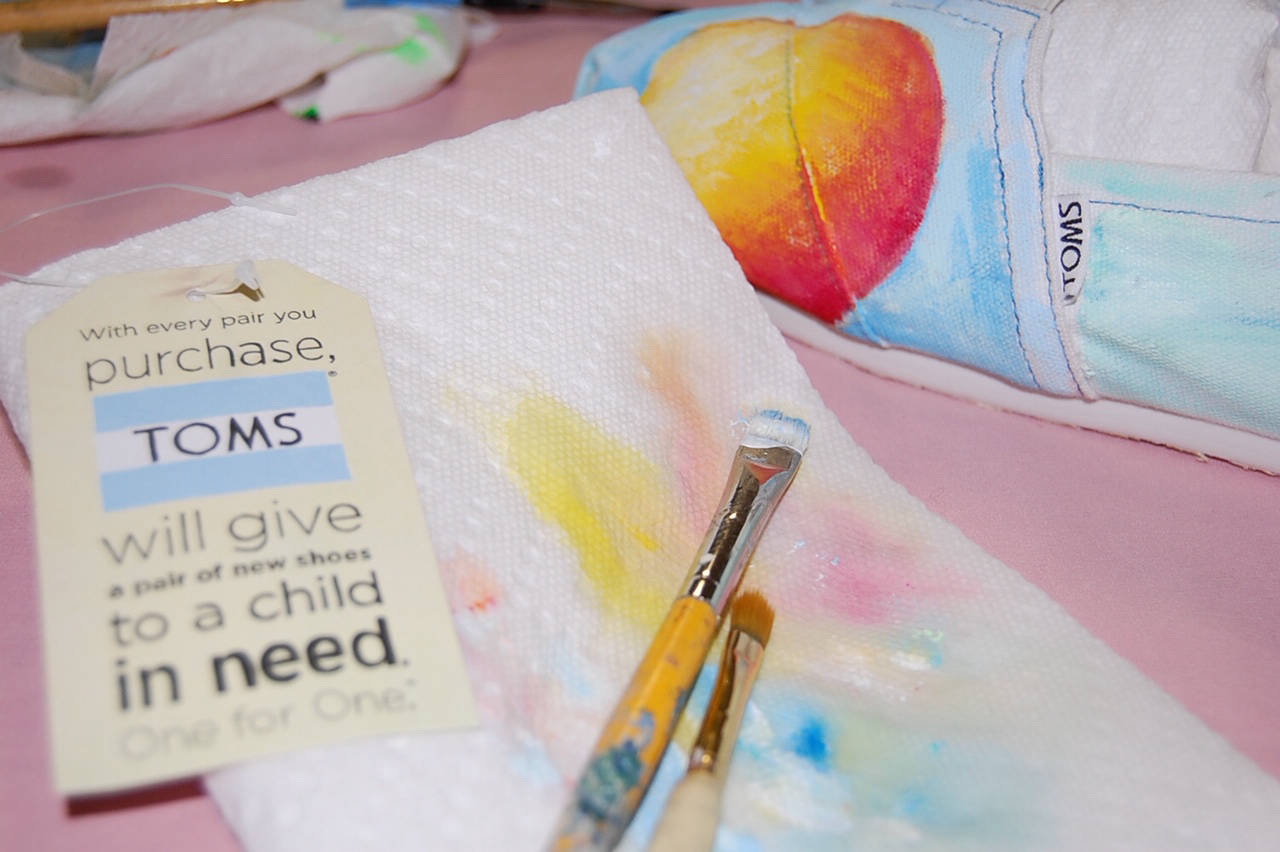 With every pair you
purchase,
TOMS®
will give
a pair of new shoes
to a child
in need.
One for One.™
TOMS